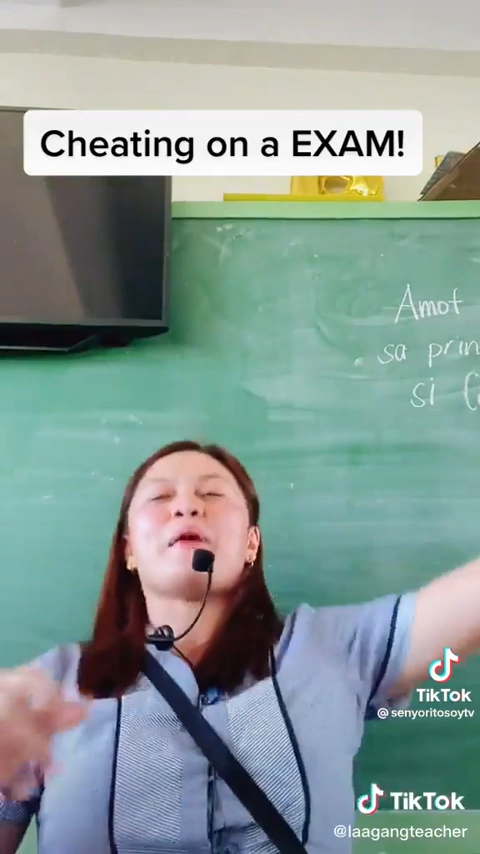 Cheating on a EXAM!
Amot
sa prin
si
TikTok
@senyoritosoytv
TikTok
@laagangteacher